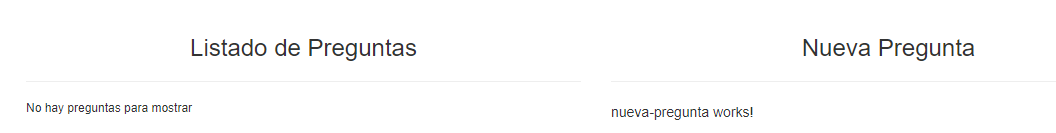 Listado de Preguntas
No hay preguntas para mostrar
Nueva Pregunta
nueva-pregunta works!